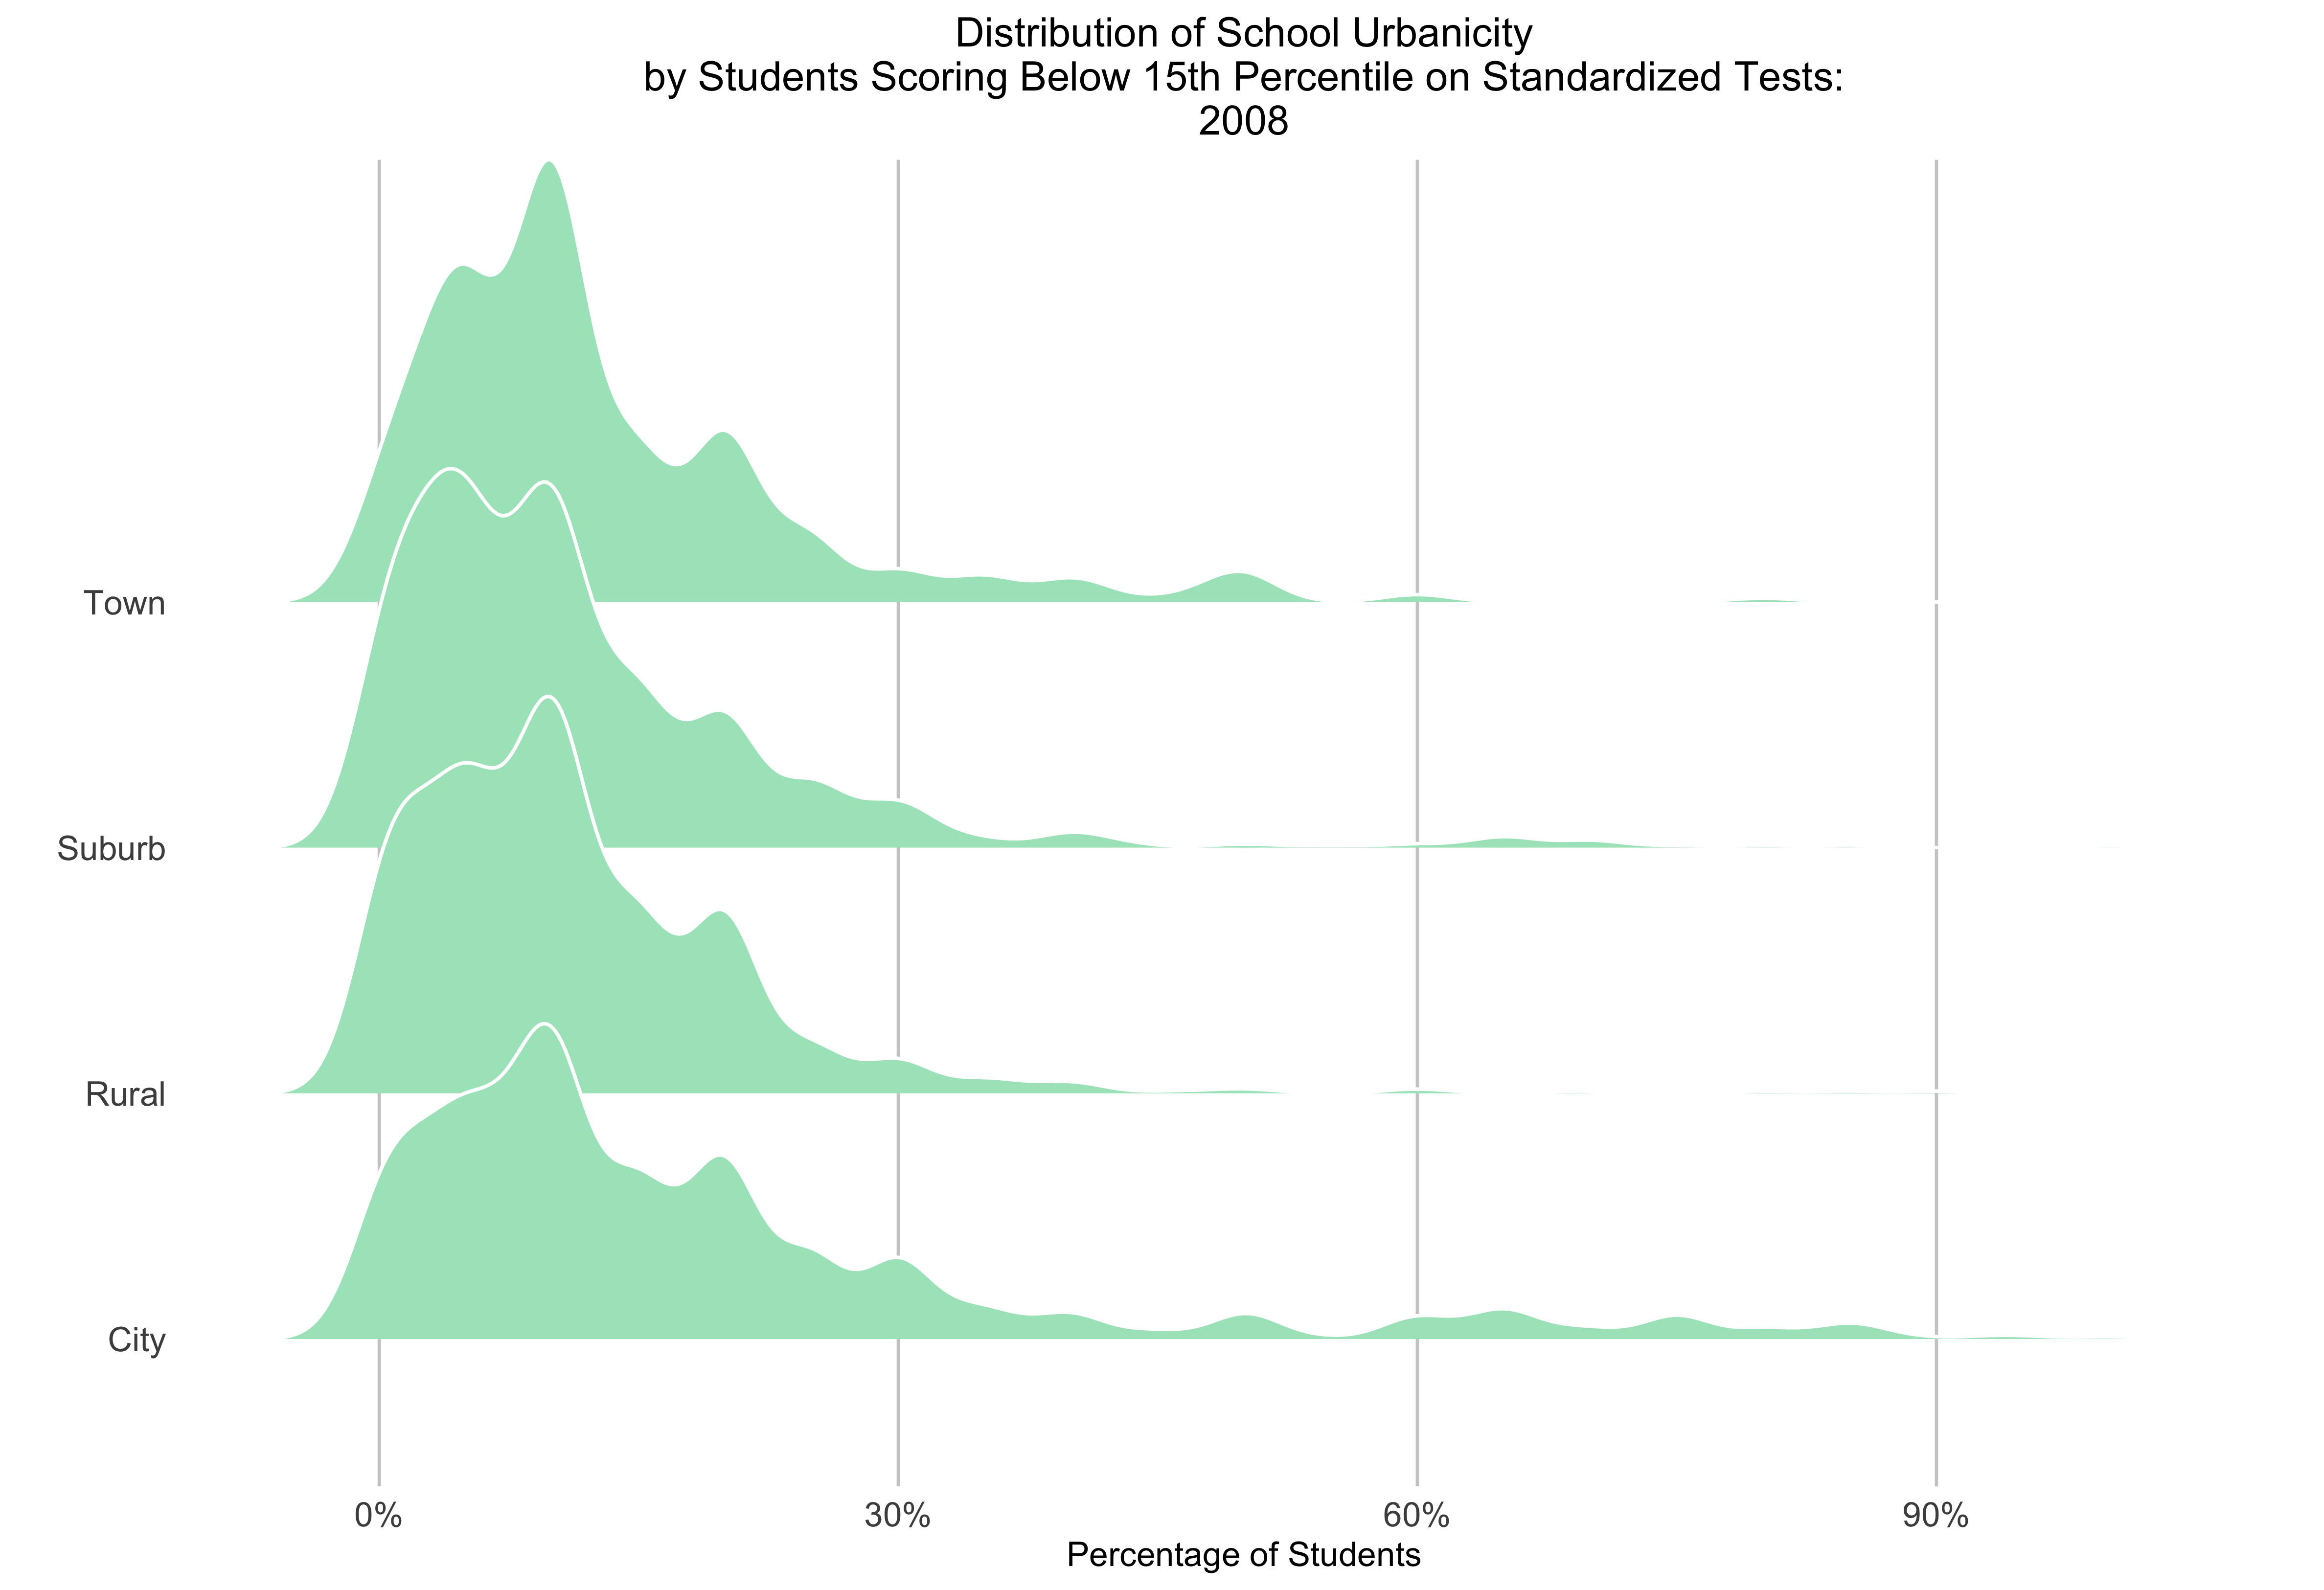 Distribution of School Urbanicity
by Students Scoring Below 15th Percentile on Standardized Tests:
2008
Town
Suburb
Rural
City
0%
30%
60%
90%
Percentage of Students